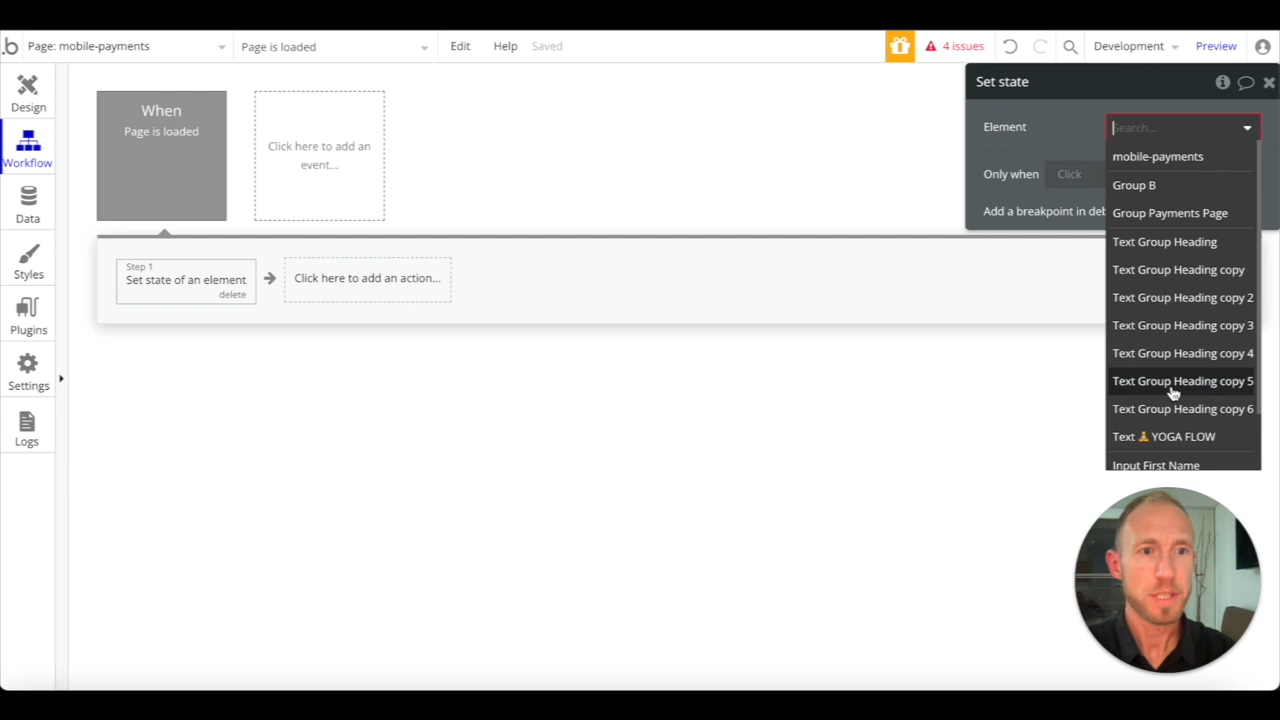 Page: mobile-payments
Page is loaded
Edit
Help
Saved
4 issues
Development
Preview
Design
Workflow
Data
Styles
Plugins
Settings
Logs
When
Page is loaded
Click here to add an
event...
Step 1
Set state of an element
delete
Click here to add an action...
Set state
Element
Search...
Only when
Click
Add a breakpoint in deb
mobile-payments
Group B
Group Payments Page
Text Group Heading
Text Group Heading copy
Text Group Heading copy 2
Text Group Heading copy 3
Text Group Heading copy 4
Text Group Heading copy 5
Text Group Heading copy 6
Text 🧘 YOGA FLOW
Input First Name